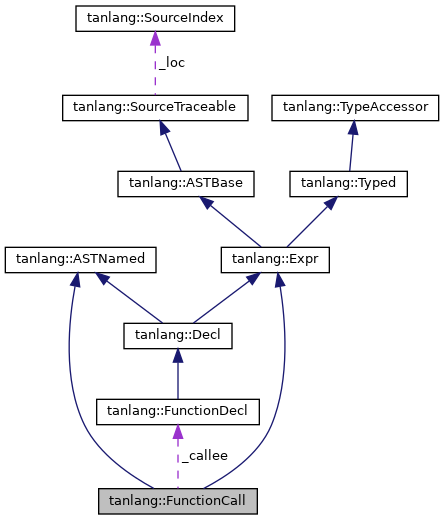 tanlang::SourceIndex
_loc
tanlang::SourceTraceable
tanlang::TypeAccessor
tanlang::ASTBase
tanlang::Typed
tanlang::ASTNamed
tanlang::Expr
tanlang::Decl
tanlang::FunctionDecl
_callee
tanlang::FunctionCall